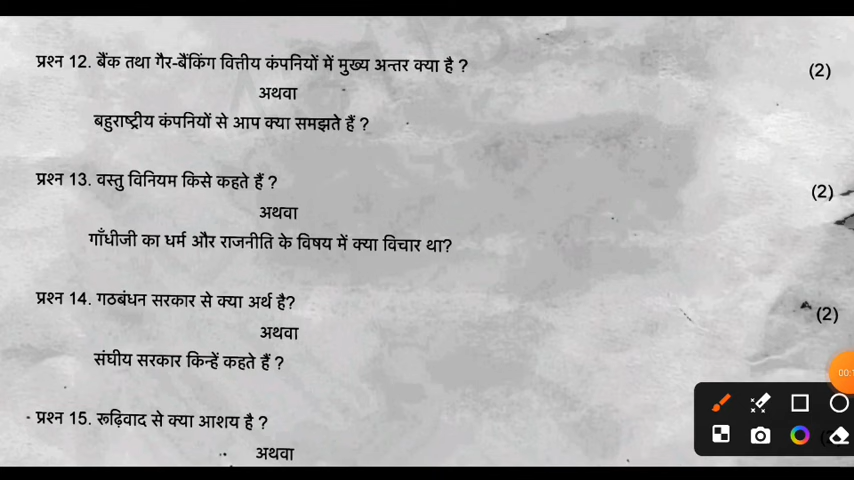 प्रश्न 12. बैंक तथा गैर-बैंकिंग वित्तीय कंपनियों में मुख्य अन्तर क्या है ? (2)
अथवा
बहुराष्ट्रीय कंपनियों से आप क्या समझते हैं ?
प्रश्न 13. वस्तु विनियम किसे कहते हैं ? (2)
अथवा
गाँधीजी का धर्म और राजनीति के विषय में क्या विचार था?
प्रश्न 14. गठबंधन सरकार से क्या अर्थ है? (2)
अथवा
संघीय सरकार किन्हें कहते हैं ?
प्रश्न 15. रूढ़िवाद से क्या आशय है ?
अथवा